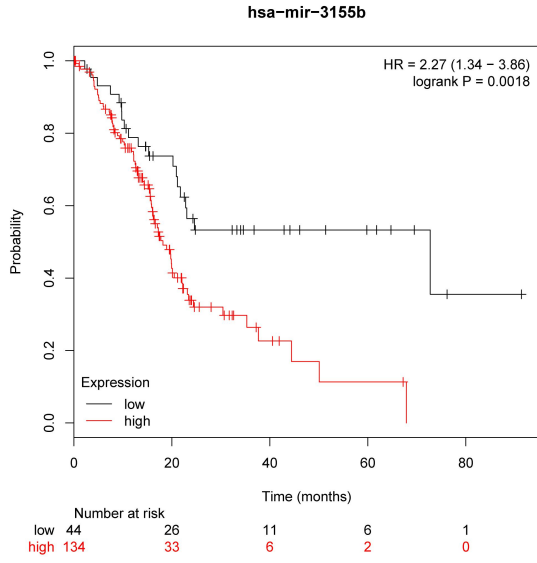 hsa−mir−3155b
HR = 2.27 (1.34 − 3.86)
logrank P = 0.0018
Probability
1.0
0.8
0.6
0.4
0.2
0.0
Expression
low
high
0 20 40 60 80
Time (months)
Number at risk
low 44 26 11 6 1
high 134 33 6 2 0